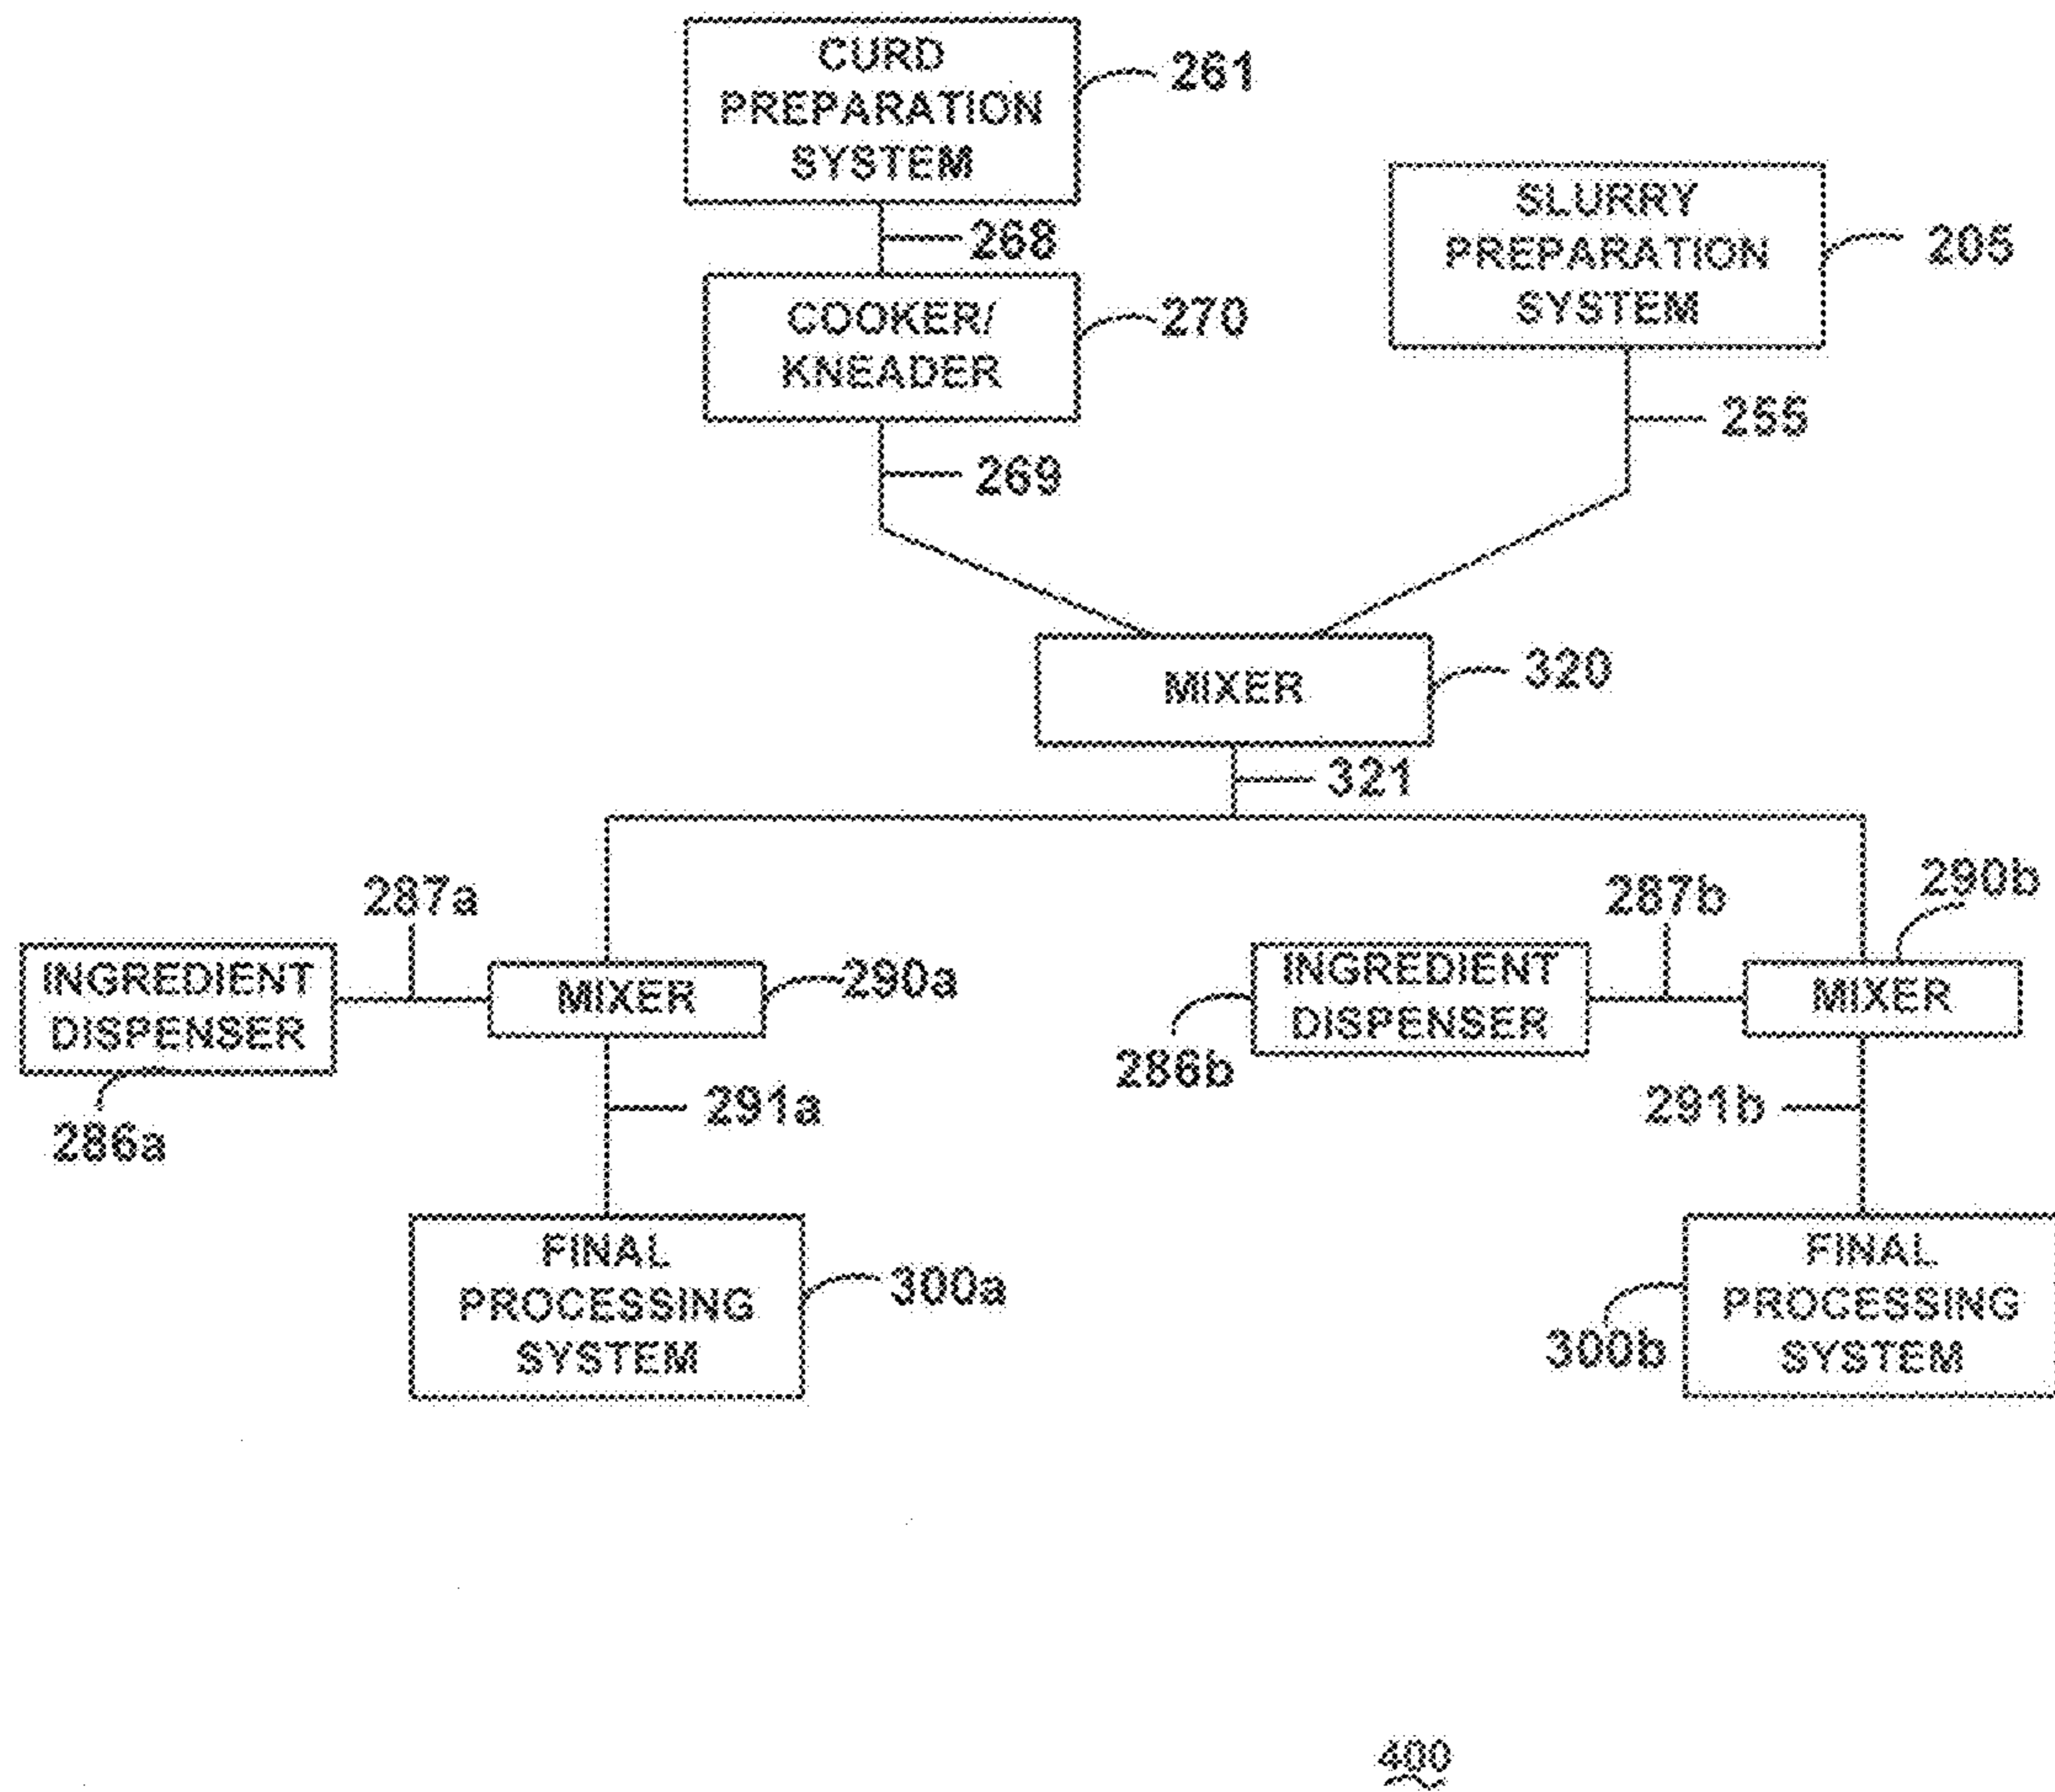 CURD
PREPARATION
SYSTEM
261
268
SLURRY
PREPARATION
SYSTEM
205
COOKER/
KNEADER
270
255
269
MIXER
320
321
287a
INGREDIENT
DISPENSER
286a
MIXER
290a
291a
287b
290b
INGREDIENT
DISPENSER
286b
MIXER
291b
FINAL
PROCESSING
SYSTEM
300a
FINAL
PROCESSING
SYSTEM
300b
400